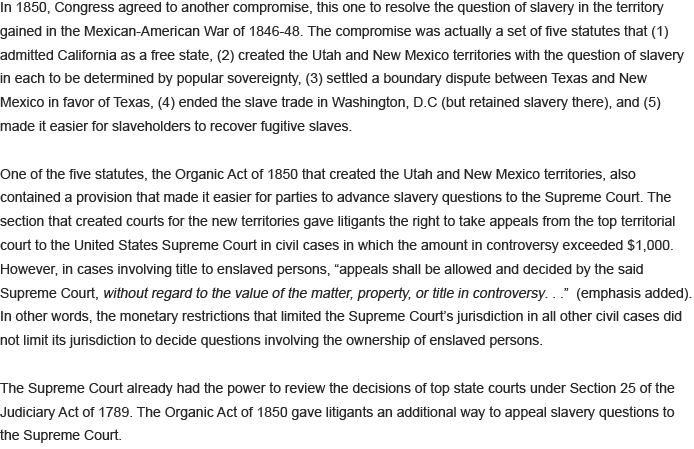 In 1850, Congress agreed to another compromise, this one to resolve the question of slavery in the territory
gained in the Mexican-American War of 1846-48. The compromise was actually a set of five statutes that (1)
admitted California as a free state, (2) created the Utah and New Mexico territories with the question of slavery
in each to be determined by popular sovereignty, (3) settled a boundary dispute between Texas and New
Mexico in favor of Texas, (4) ended the slave trade in Washington, D.C (but retained slavery there), and (5)
made it easier for slaveholders to recover fugitive slaves.

One of the five statutes, the Organic Act of 1850 that created the Utah and New Mexico territories, also
contained a provision that made it easier for parties to advance slavery questions to the Supreme Court. The
section that created courts for the new territories gave litigants the right to take appeals from the top territorial
court to the United States Supreme Court in civil cases in which the amount in controversy exceeded $1,000.
However, in cases involving title to enslaved persons, “appeals shall be allowed and decided by the said
Supreme Court, without regard to the value of the matter, property, or title in controversy. . .” (emphasis added).
In other words, the monetary restrictions that limited the Supreme Court’s jurisdiction in all other civil cases did
not limit its jurisdiction to decide questions involving the ownership of enslaved persons.

The Supreme Court already had the power to review the decisions of top state courts under Section 25 of the
Judiciary Act of 1789. The Organic Act of 1850 gave litigants an additional way to appeal slavery questions to
the Supreme Court.